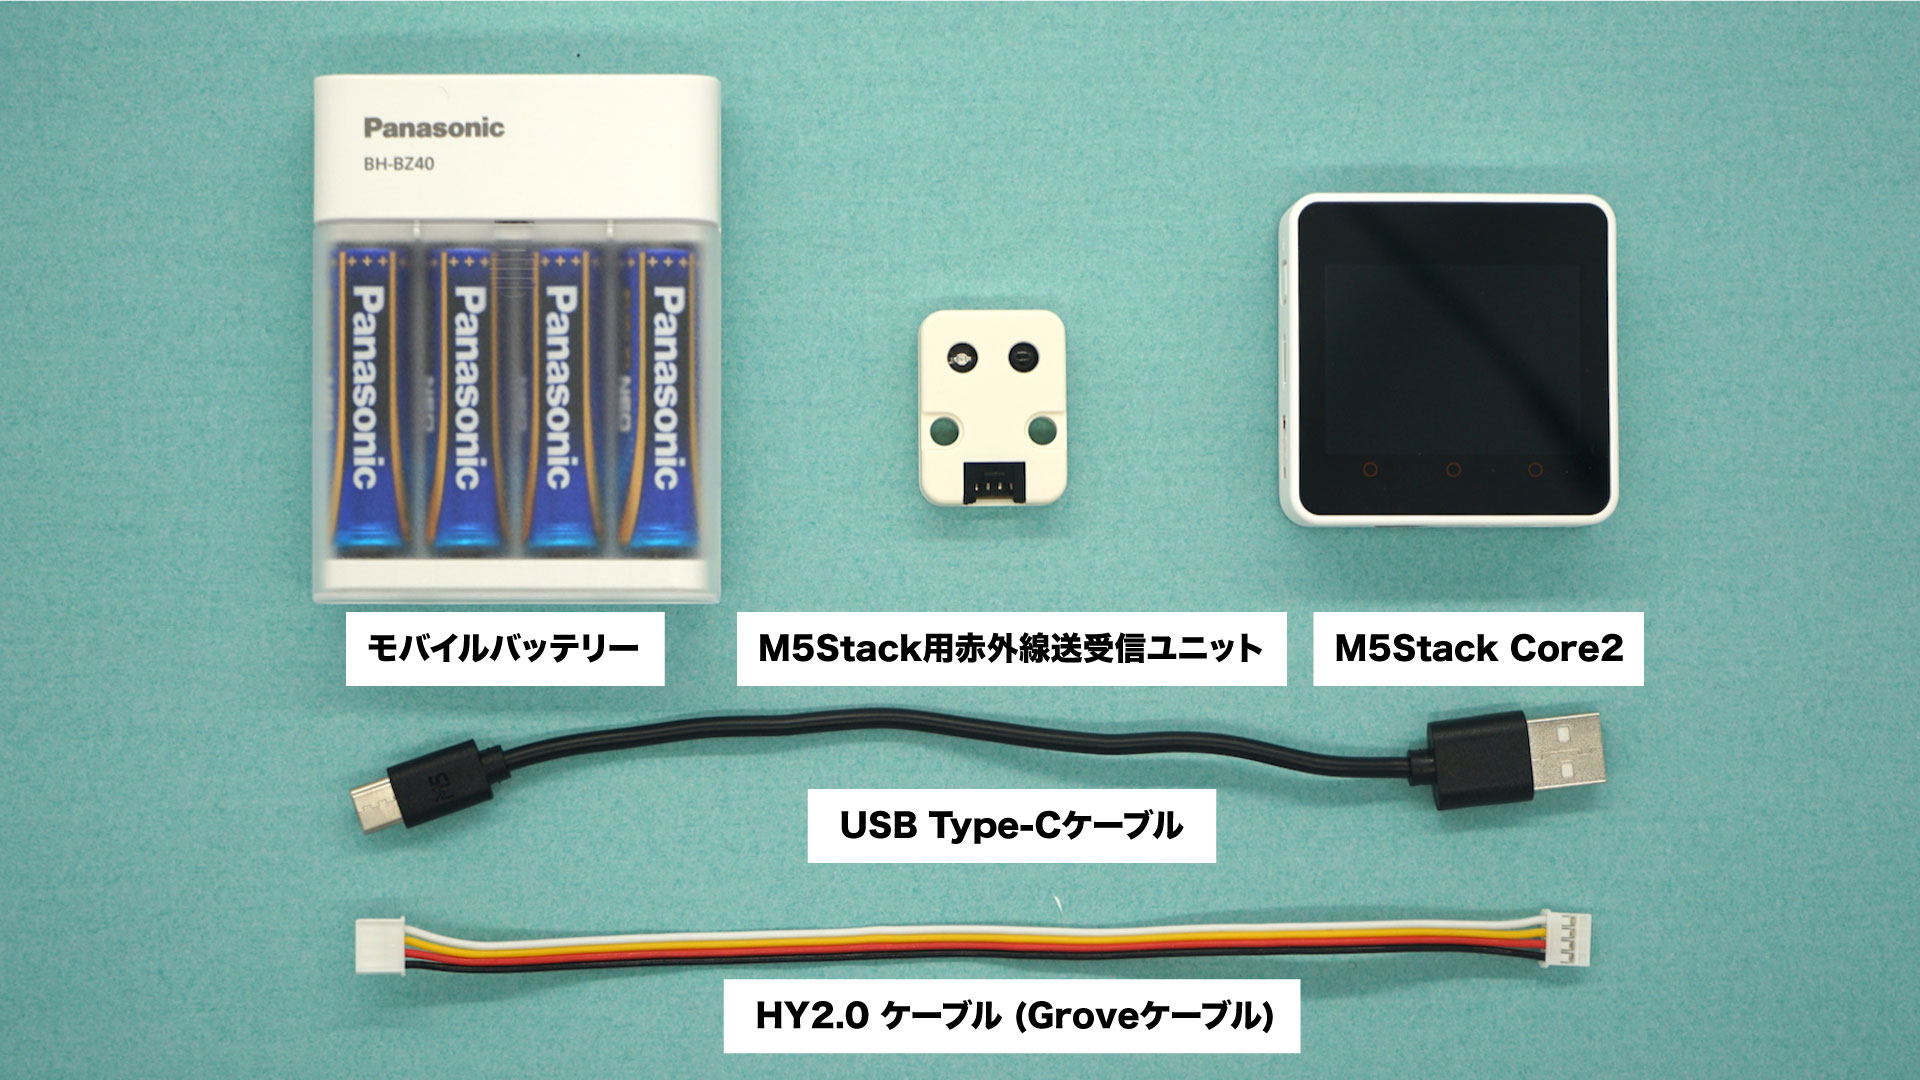 Panasonic
BH-BZ40
+ + +
+ + +
+ + +
+ + +
Panasonic
Panasonic
Panasonic
Panasonic
モバイルバッテリー
M5Stack用赤外線送受信ユニット
M5Stack Core2
USB Type-Cケーブル
HY2.0 ケーブル (Groveケーブル)